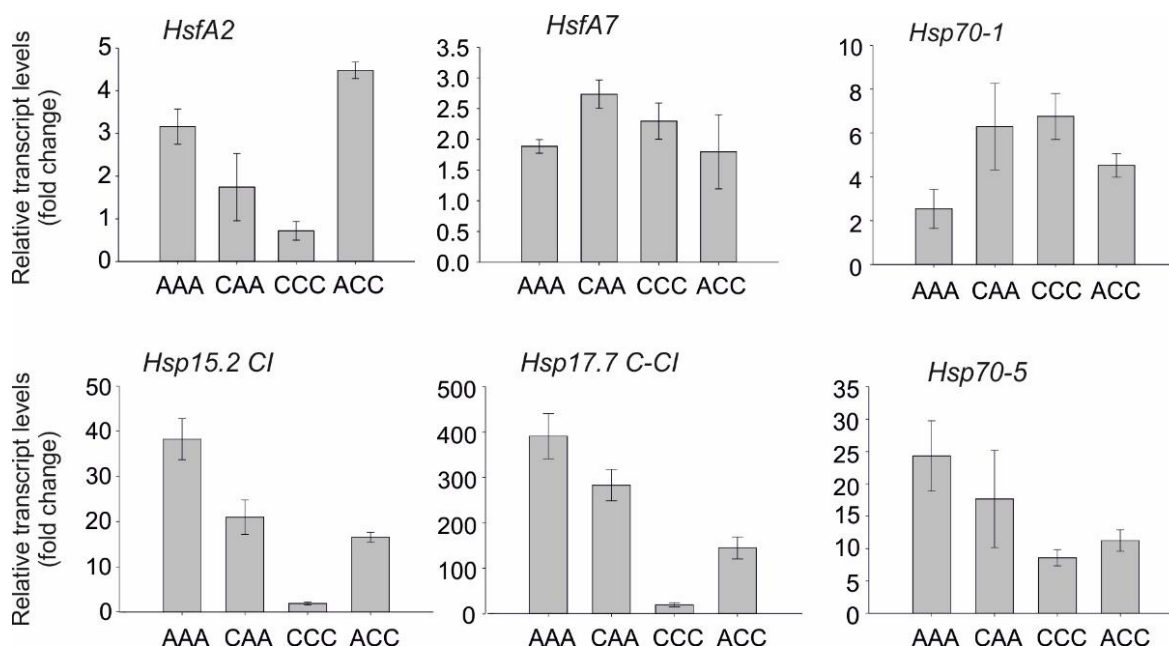 HsfA2
HsfA7
Hsp70-1
Relative transcript levels
(fold change)
5
4
3
2
1
0
AAA CAA CCC ACC
3.5
3.0
2.5
2.0
1.5
1.0
0.5
0.0
AAA CAA CCC ACC
10
8
6
4
2
0
AAA CAA CCC ACC
Hsp15.2 CI
Hsp17.7 C-CI
Hsp70-5
Relative transcript levels
(fold change)
50
40
30
20
10
0
AAA CAA CCC ACC
500
400
300
200
100
0
AAA CAA CCC ACC
35
30
25
20
15
10
5
0
AAA CAA CCC ACC